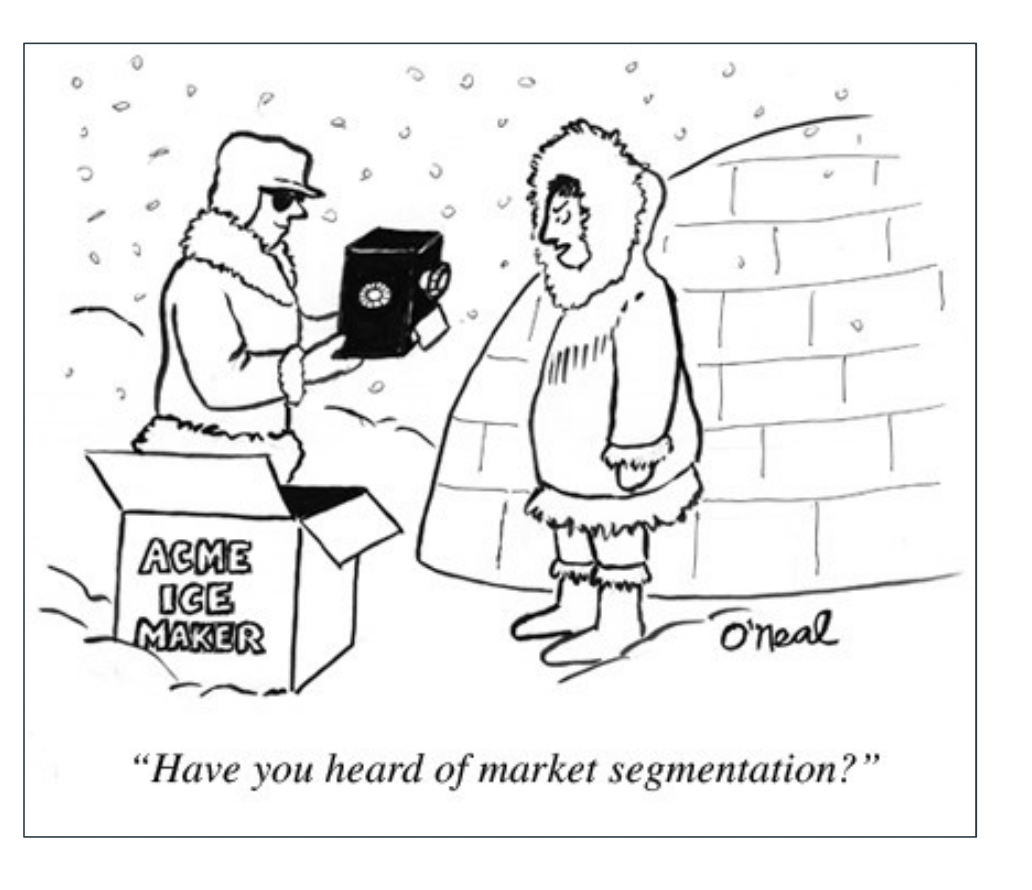 ACME
ICE
MAKER
O'Neal
“Have you heard of market segmentation?”